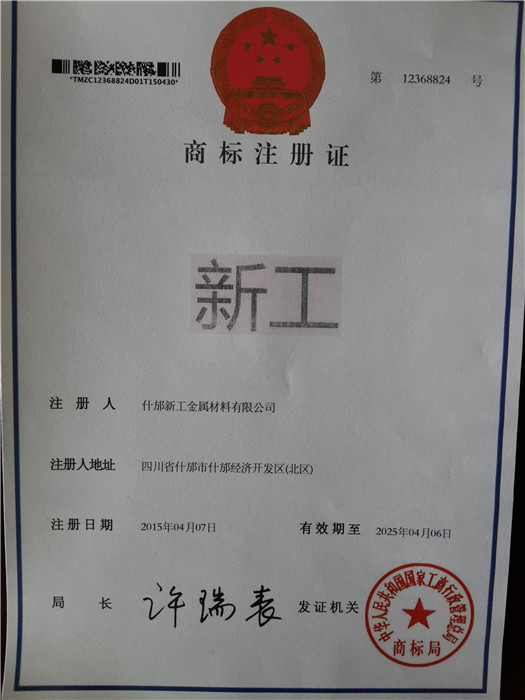 *TMZC12368824D01T150430*
第 12368824 号
商标注册证
新工
注册人 什邡新工金属材料有限公司
注册人地址 四川省什邡市什邡经济开发区(北区)
注册日期 2015年04月07日 有效期至 2025年04月06日
局长 许瑞表 发证机关
中华人民共和国国家工商行政管理总局
商标局